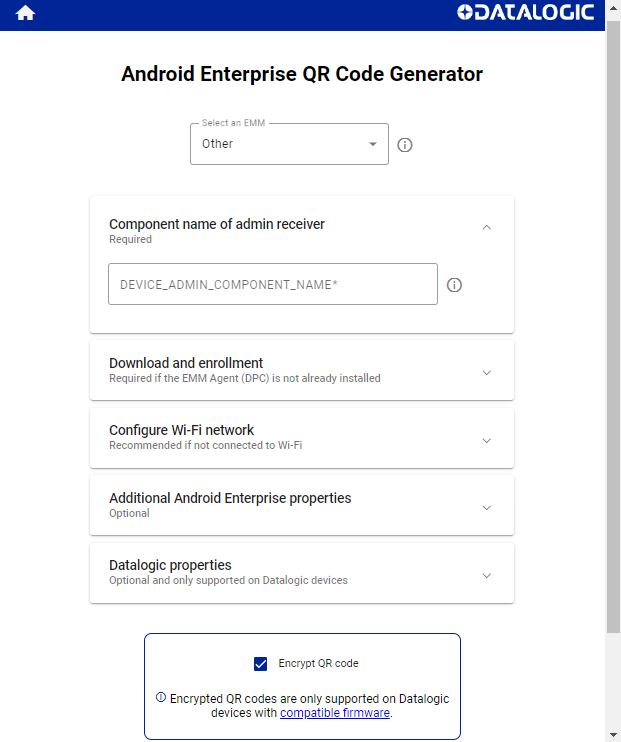 DATALOGIC
Android Enterprise QR Code Generator
Select an EMM
Other
Component name of admin receiver
Required
DEVICE_ADMIN_COMPONENT_NAME*
Download and enrollment
Required if the EMM Agent (DPC) is not already installed
Configure Wi-Fi network
Recommended if not connected to Wi-Fi
Additional Android Enterprise properties
Optional
Datalogic properties
Optional and only supported on Datalogic devices
Encrypt QR code
Encrypted QR codes are only supported on Datalogic
devices with compatible firmware.